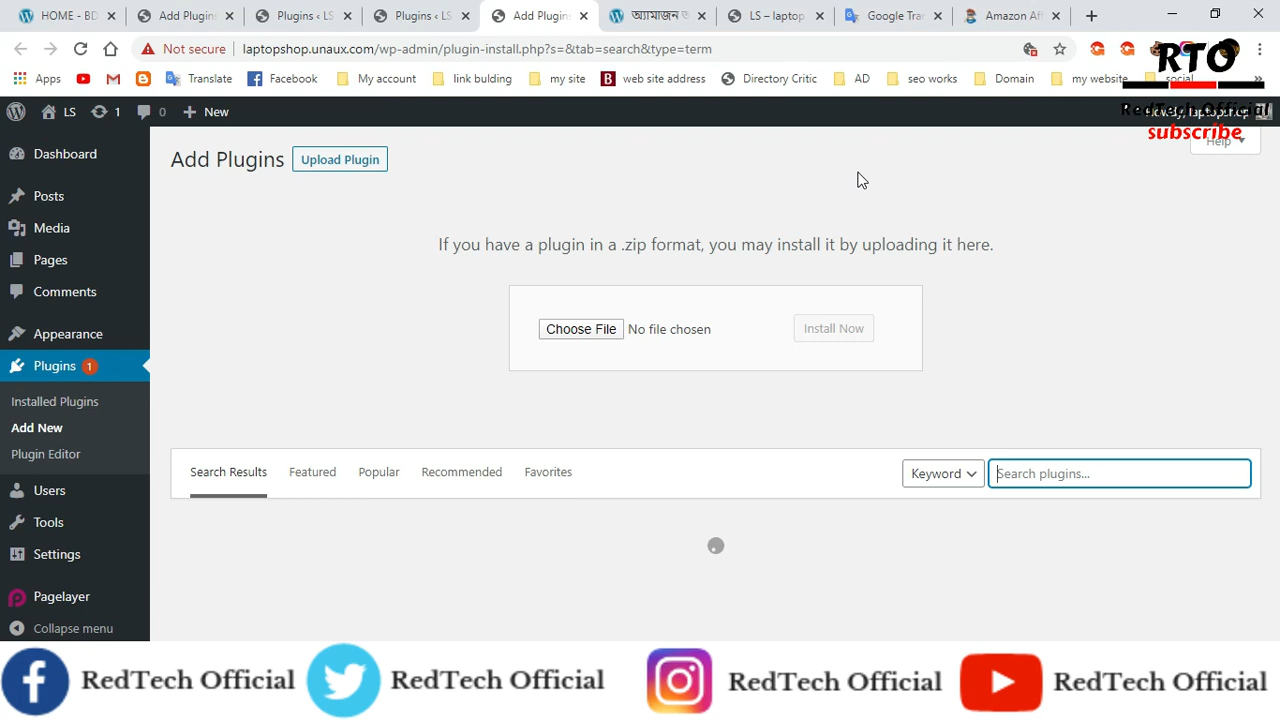 HOME - BD
Add Plugins
Plugins ‹ LS
Plugins ‹ LS
Add Plugins
LS – laptop
Google Tra
Amazon Aff
Not secure
laptopshop.unaux.com/wp-admin/plugin-install.php?s=&tab=search&type=term
Apps
Translate
Facebook
My account
link bulding
my site
B
web site address
Directory Critic
AD
seo works
Domain
my website
social
»
RTO
RedTech Official
subscribe
LS
1
0
New
Howdy, laptopshop
Help
Dashboard
Posts
Media
Pages
Comments
Appearance
Plugins 1
Installed Plugins
Add New
Plugin Editor
Users
Tools
Settings
Pagelayer
Collapse menu
Add Plugins
Upload Plugin
If you have a plugin in a .zip format, you may install it by uploading it here.
Choose File No file chosen
Install Now
Search Results
Featured
Popular
Recommended
Favorites
Keyword
Search plugins...
RedTech Official
RedTech Official
RedTech Official
RedTech Official